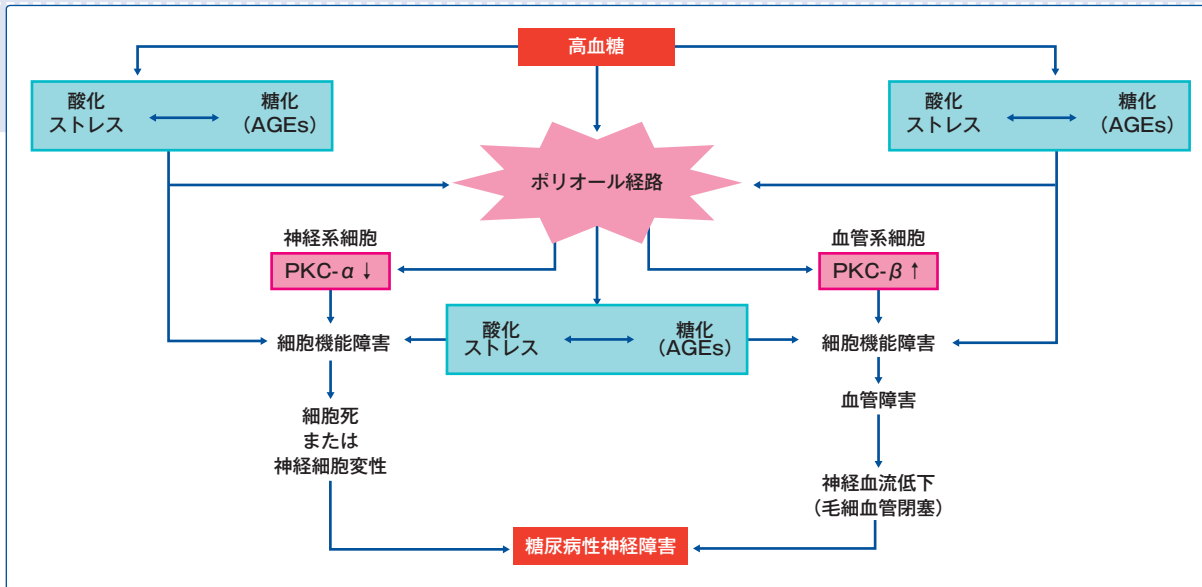 高血糖
酸化
ストレス
糖化
（AGEs）
酸化
ストレス
糖化
（AGEs）
ポリオール経路
神経系細胞
PKC-α↓
血管系細胞
PKC-β↑
細胞機能障害
酸化
ストレス
糖化
（AGEs）
細胞機能障害
細胞死
または
神経細胞変性
血管障害
神経血流低下
（毛細血管閉塞）
糖尿病性神経障害